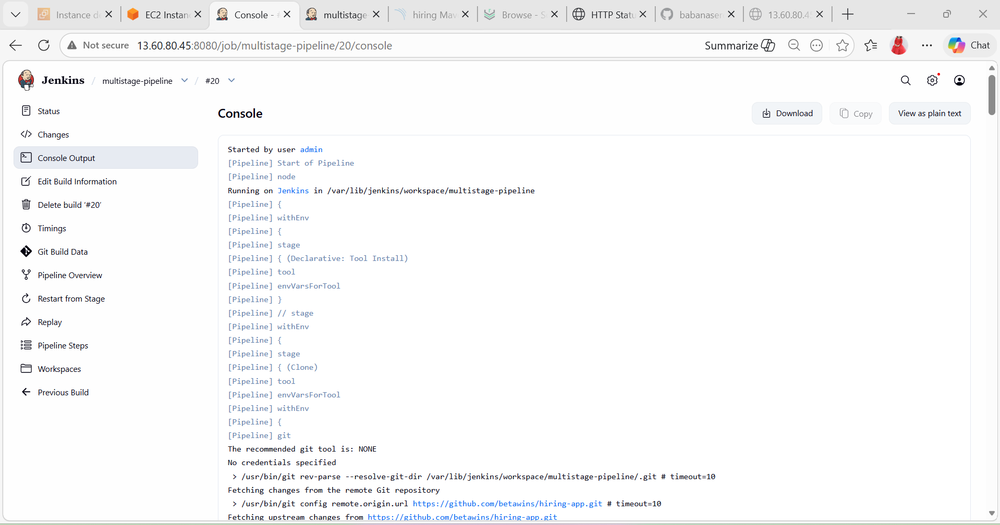 Instance de
EC2 Instan
Console - #
multistage-
hiring Mav
Browse - S
HTTP Statu
babanaser
13.60.80.45
Not secure
13.60.80.45:8080/job/multistage-pipeline/20/console
Summarize
Chat
Jenkins / multistage-pipeline / #20
Status
Changes
Console Output
Edit Build Information
Delete build ‘#20’
Timings
Git Build Data
Pipeline Overview
Restart from Stage
Replay
Pipeline Steps
Workspaces
Previous Build
Console
Download
Copy
View as plain text
Started by user admin
[Pipeline] Start of Pipeline
[Pipeline] node
Running on Jenkins in /var/lib/jenkins/workspace/multistage-pipeline
[Pipeline] {
[Pipeline] withEnv
[Pipeline] {
[Pipeline] stage
[Pipeline] { (Declarative: Tool Install)
[Pipeline] tool
[Pipeline] envVarsForTool
[Pipeline] }
[Pipeline] // stage
[Pipeline] withEnv
[Pipeline] {
[Pipeline] stage
[Pipeline] { (Clone)
[Pipeline] tool
[Pipeline] envVarsForTool
[Pipeline] withEnv
[Pipeline] {
[Pipeline] git
The recommended git tool is: NONE
No credentials specified
> /usr/bin/git rev-parse --resolve-git-dir /var/lib/jenkins/workspace/multistage-pipeline/.git # timeout=10
Fetching changes from the remote Git repository
> /usr/bin/git config remote.origin.url https://github.com/betawins/hiring-app.git # timeout=10
Fetching upstream changes from https://github.com/betawins/hiring-app.git